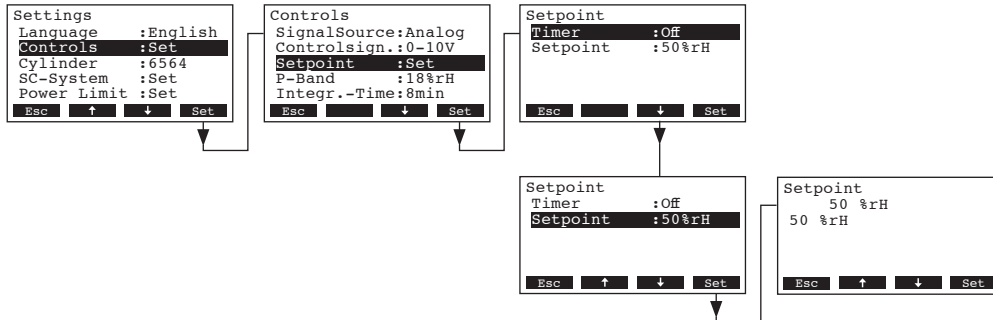 Settings
Language :English
Controls :Set
Cylinder :6564
SC-System :Set
Power Limit :Set
Esc ↑ ↓ Set
Controls
SignalSource:Analog
Controlsign.:0-10V
Setpoint :Set
P-Band :18%rH
Integr.-Time:8min
Esc ↓ Set
Setpoint
Timer :Off
Setpoint :50%rH
Esc ↓ Set
Setpoint
Timer :Off
Setpoint :50%rH
Esc ↑ ↓ Set
Setpoint
50 %rH
50 %rH
Esc ↑ ↓ Set